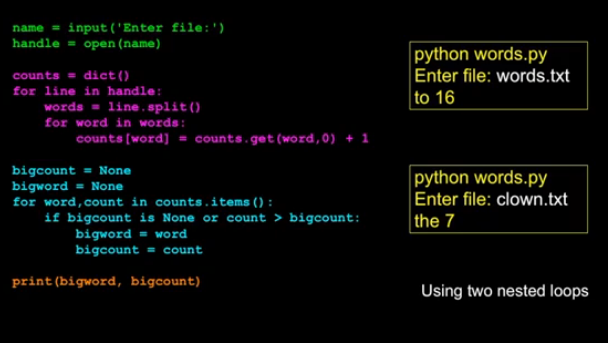 name = input('Enter file:')
handle = open(name)
counts = dict()
for line in handle:
    words = line.split()
    for word in words:
        counts[word] = counts.get(word,0) + 1
bigcount = None
bigword = None
for word,count in counts.items():
    if bigcount is None or count > bigcount:
        bigword = word
        bigcount = count
print(bigword, bigcount)
python words.py
Enter file: words.txt
to 16
python words.py
Enter file: clown.txt
the 7
Using two nested loops